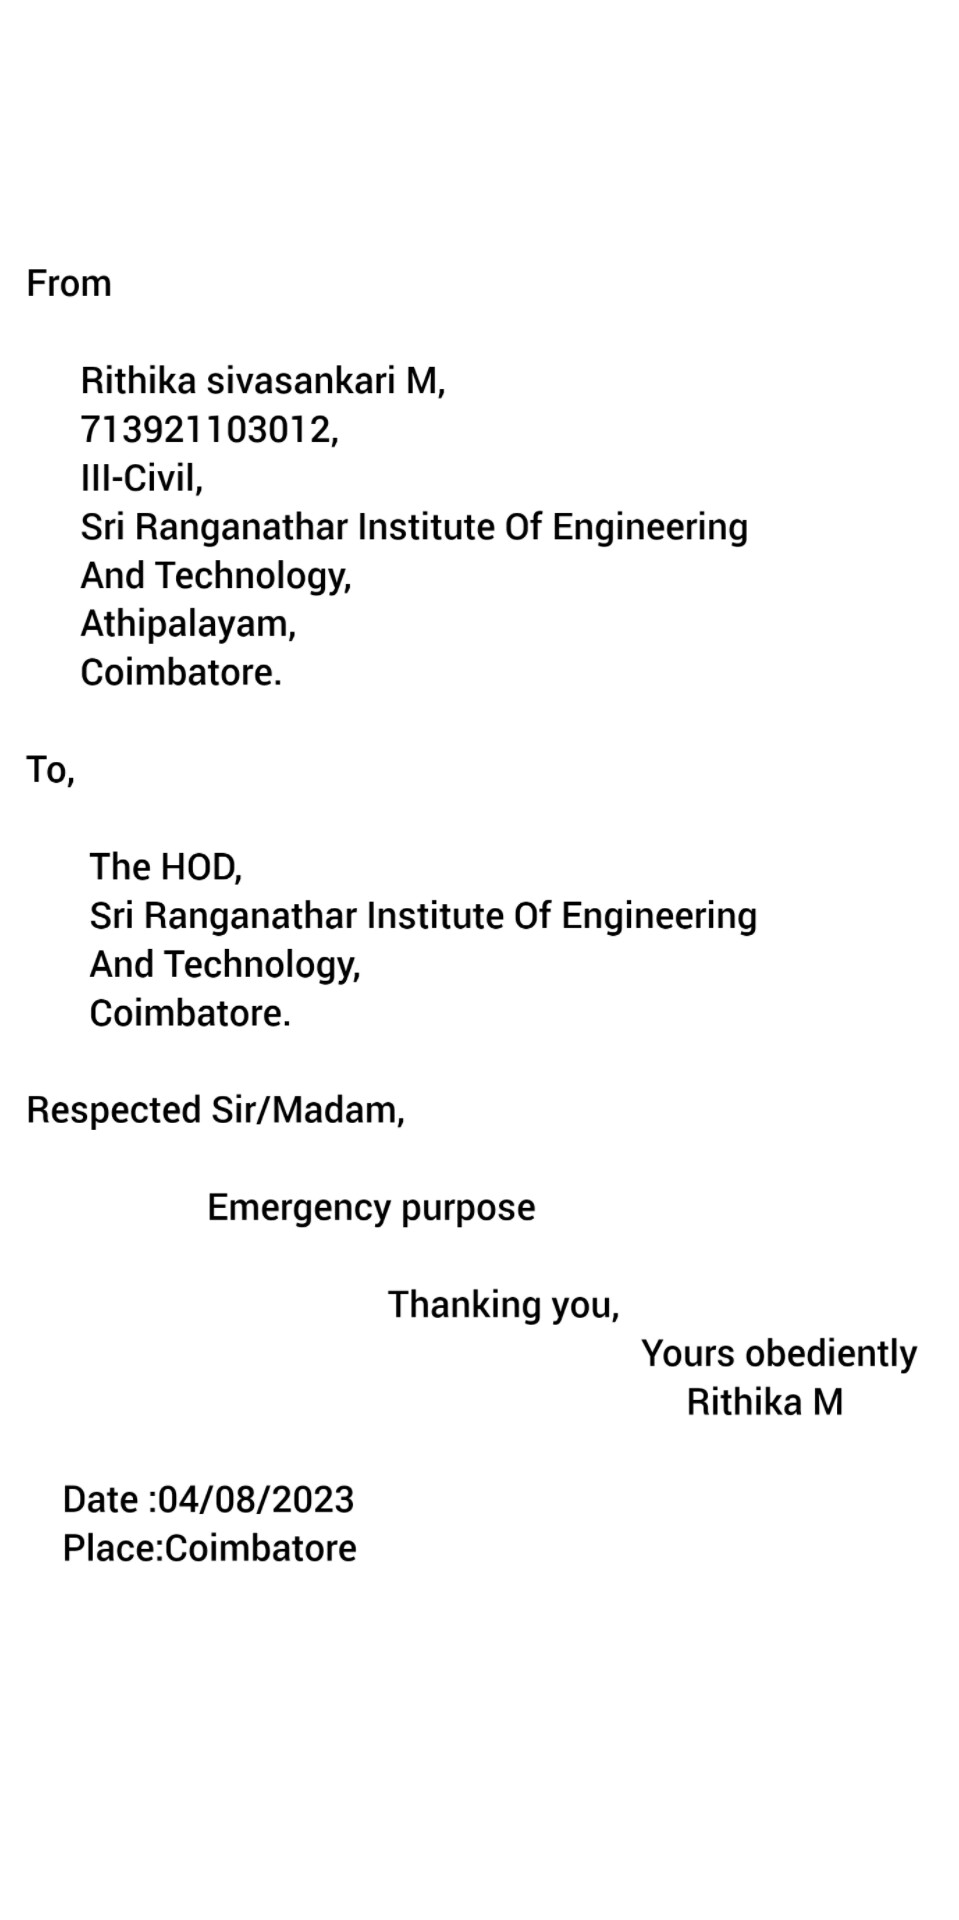 From
Rithika sivasankari M,
713921103012,
III-Civil,
Sri Ranganathar Institute Of Engineering
And Technology,
Athipalayam,
Coimbatore.
To,
The HOD,
Sri Ranganathar Institute Of Engineering
And Technology,
Coimbatore.
Respected Sir/Madam,
Emergency purpose
Thanking you,
Yours obediently
Rithika M
Date :04/08/2023
Place:Coimbatore